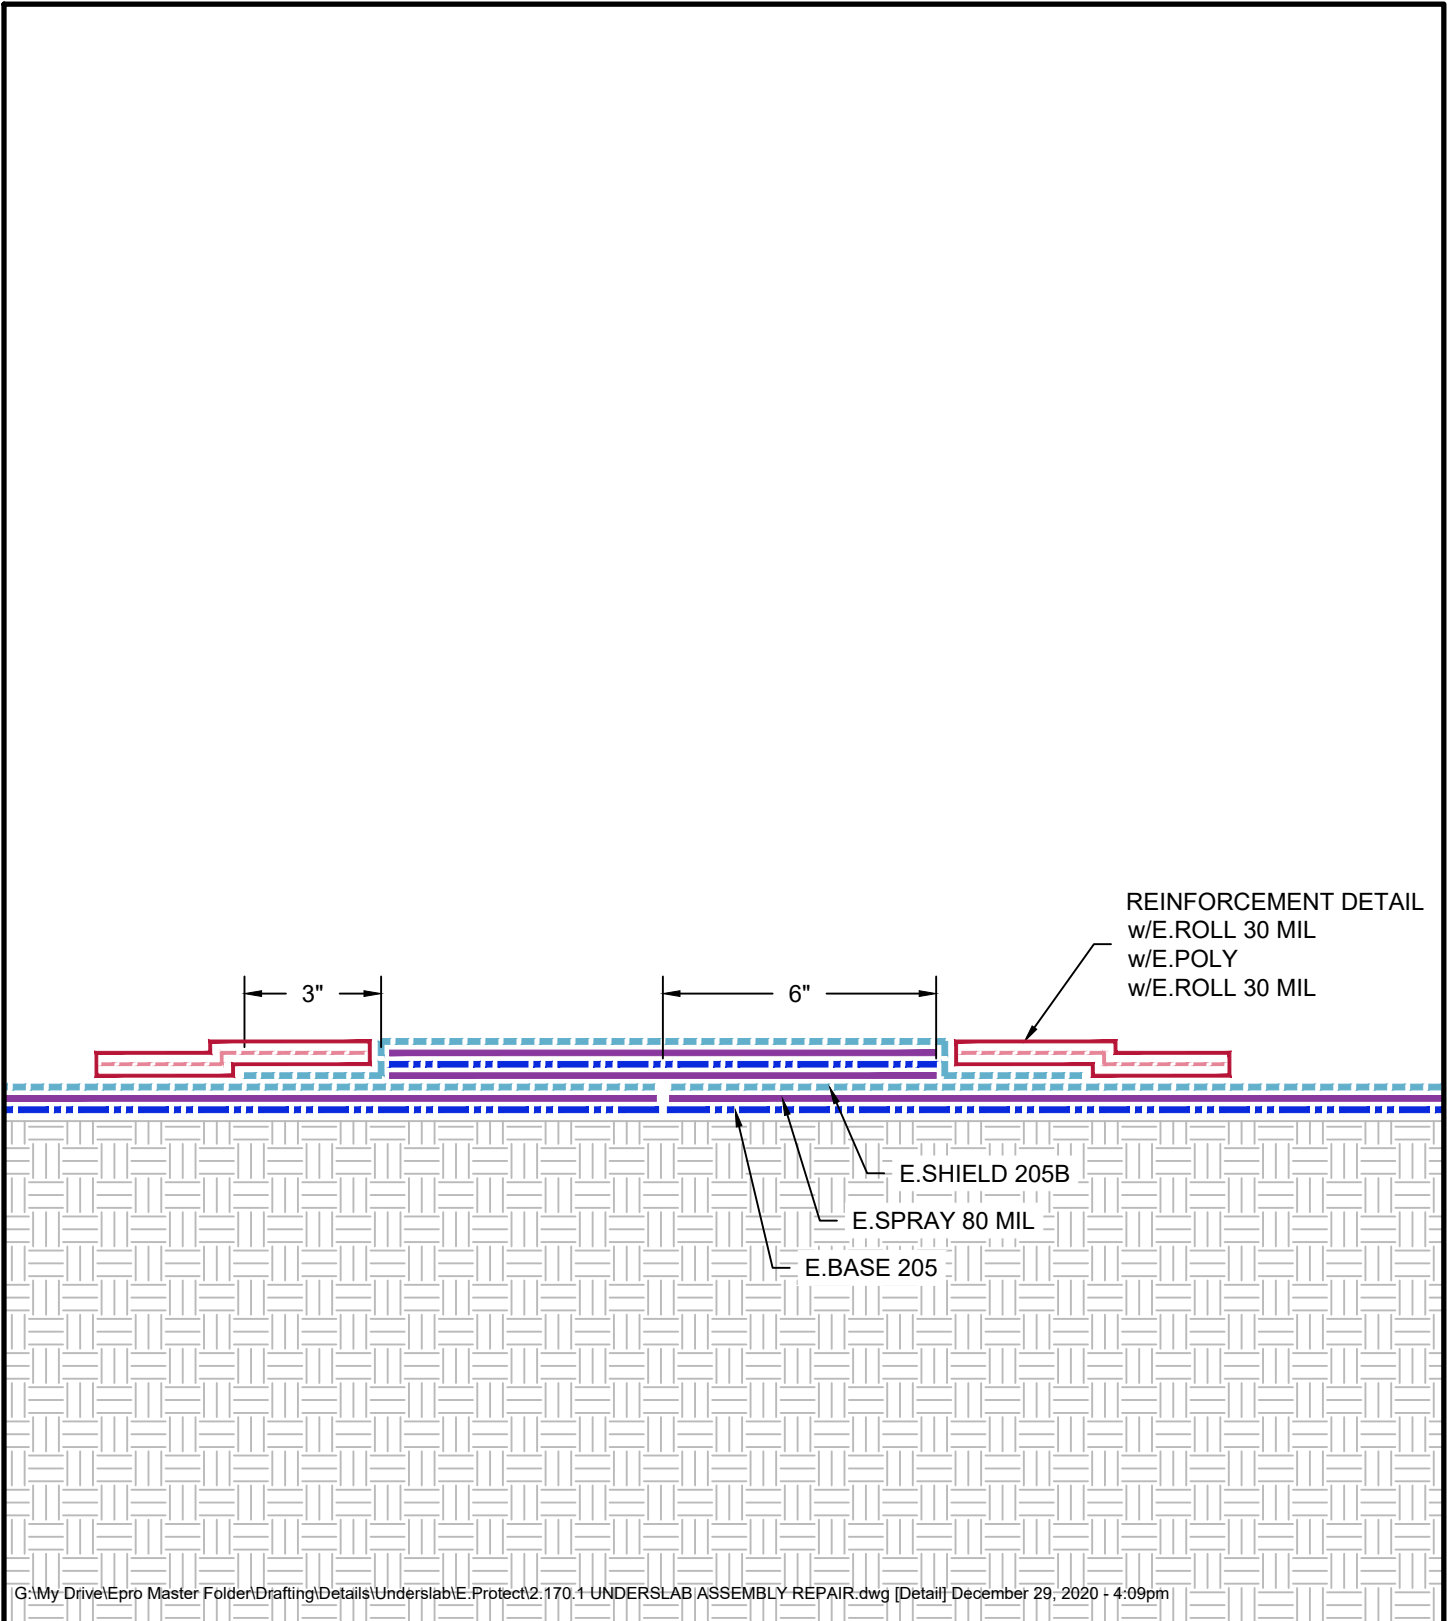 REINFORCEMENT DETAIL
w/E.ROLL 30 MIL
w/E.POLY
w/E.ROLL 30 MIL
3"
6"
E.SHIELD 205B
E.SPRAY 80 MIL
E.BASE 205
G:\My Drive\Epro Master Folder\Drafting\Details\Underslab\E.Protect\2.170.1 UNDERSLAB ASSEMBLY REPAIR.dwg [Detail] December 29, 2020 - 4:09pm